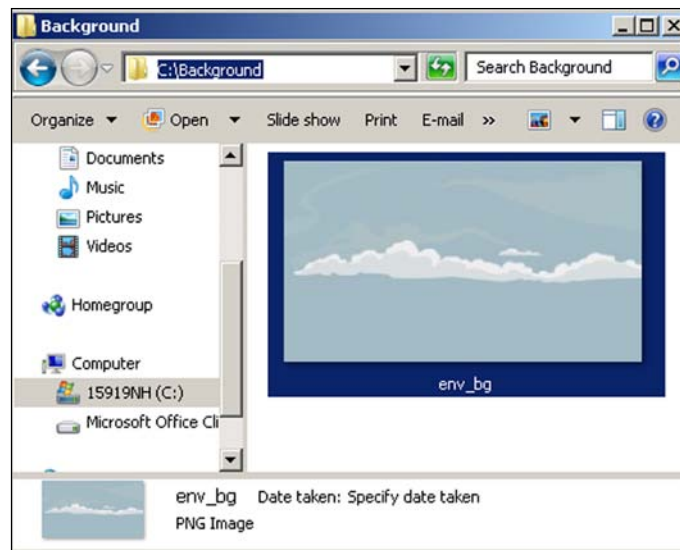 Background
C:\Background
Search Background
Organize Open Slide show Print E-mail »
Documents
Music
Pictures
Videos
Homegroup
Computer
15919NH (C:)
Microsoft Office Cli
env_bg
env_bg Date taken: Specify date taken
PNG Image